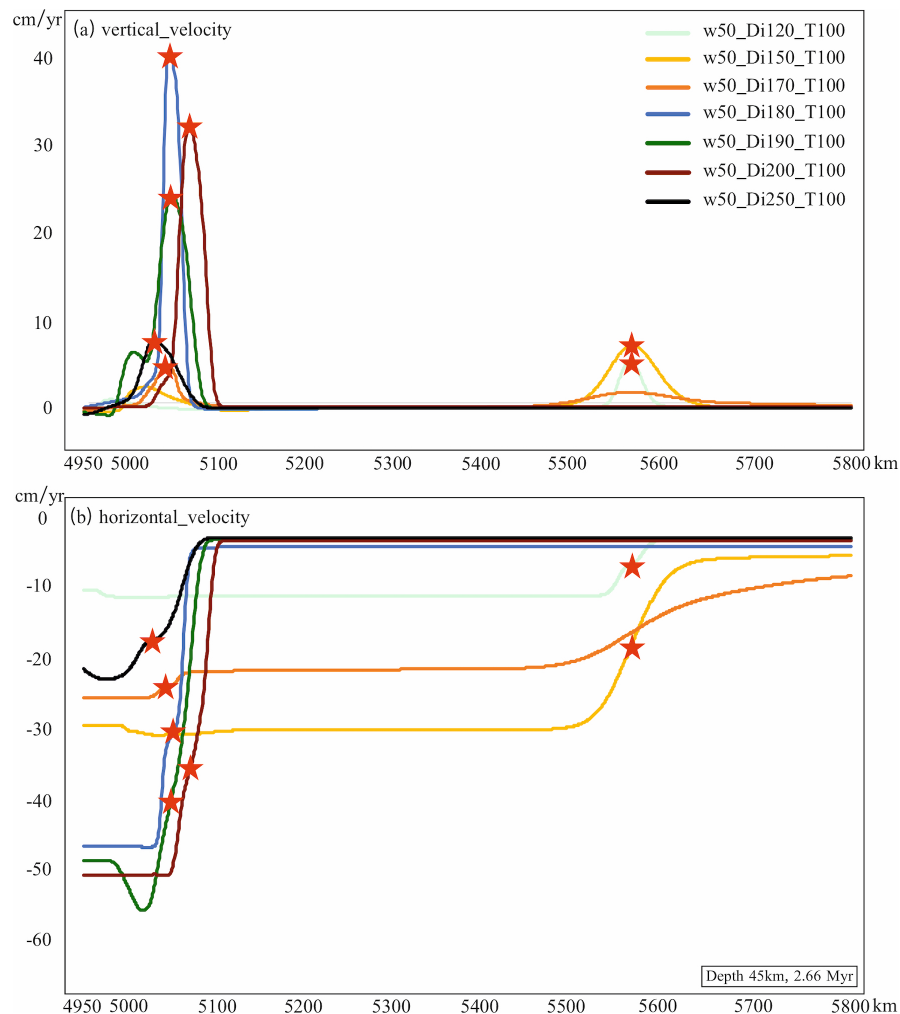 cm/yr
(a) vertical_velocity
w50_Di120_T100
w50_Di150_T100
w50_Di170_T100
w50_Di180_T100
w50_Di190_T100
w50_Di200_T100
w50_Di250_T100
40
30
20
10
0
4950 5000 5100 5200 5300 5400 5500 5600 5700 5800 km
cm/yr
(b) horizontal_velocity
0
-10
-20
-30
-40
-50
-60
Depth 45km, 2.66 Myr
4950 5000 5100 5200 5300 5400 5500 5600 5700 5800 km